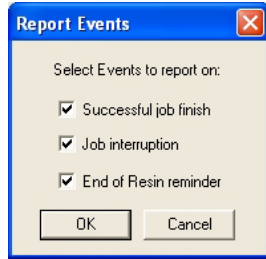 Report Events
Select Events to report on:
Successful job finish
Job interruption
End of Resin reminder
OK Cancel